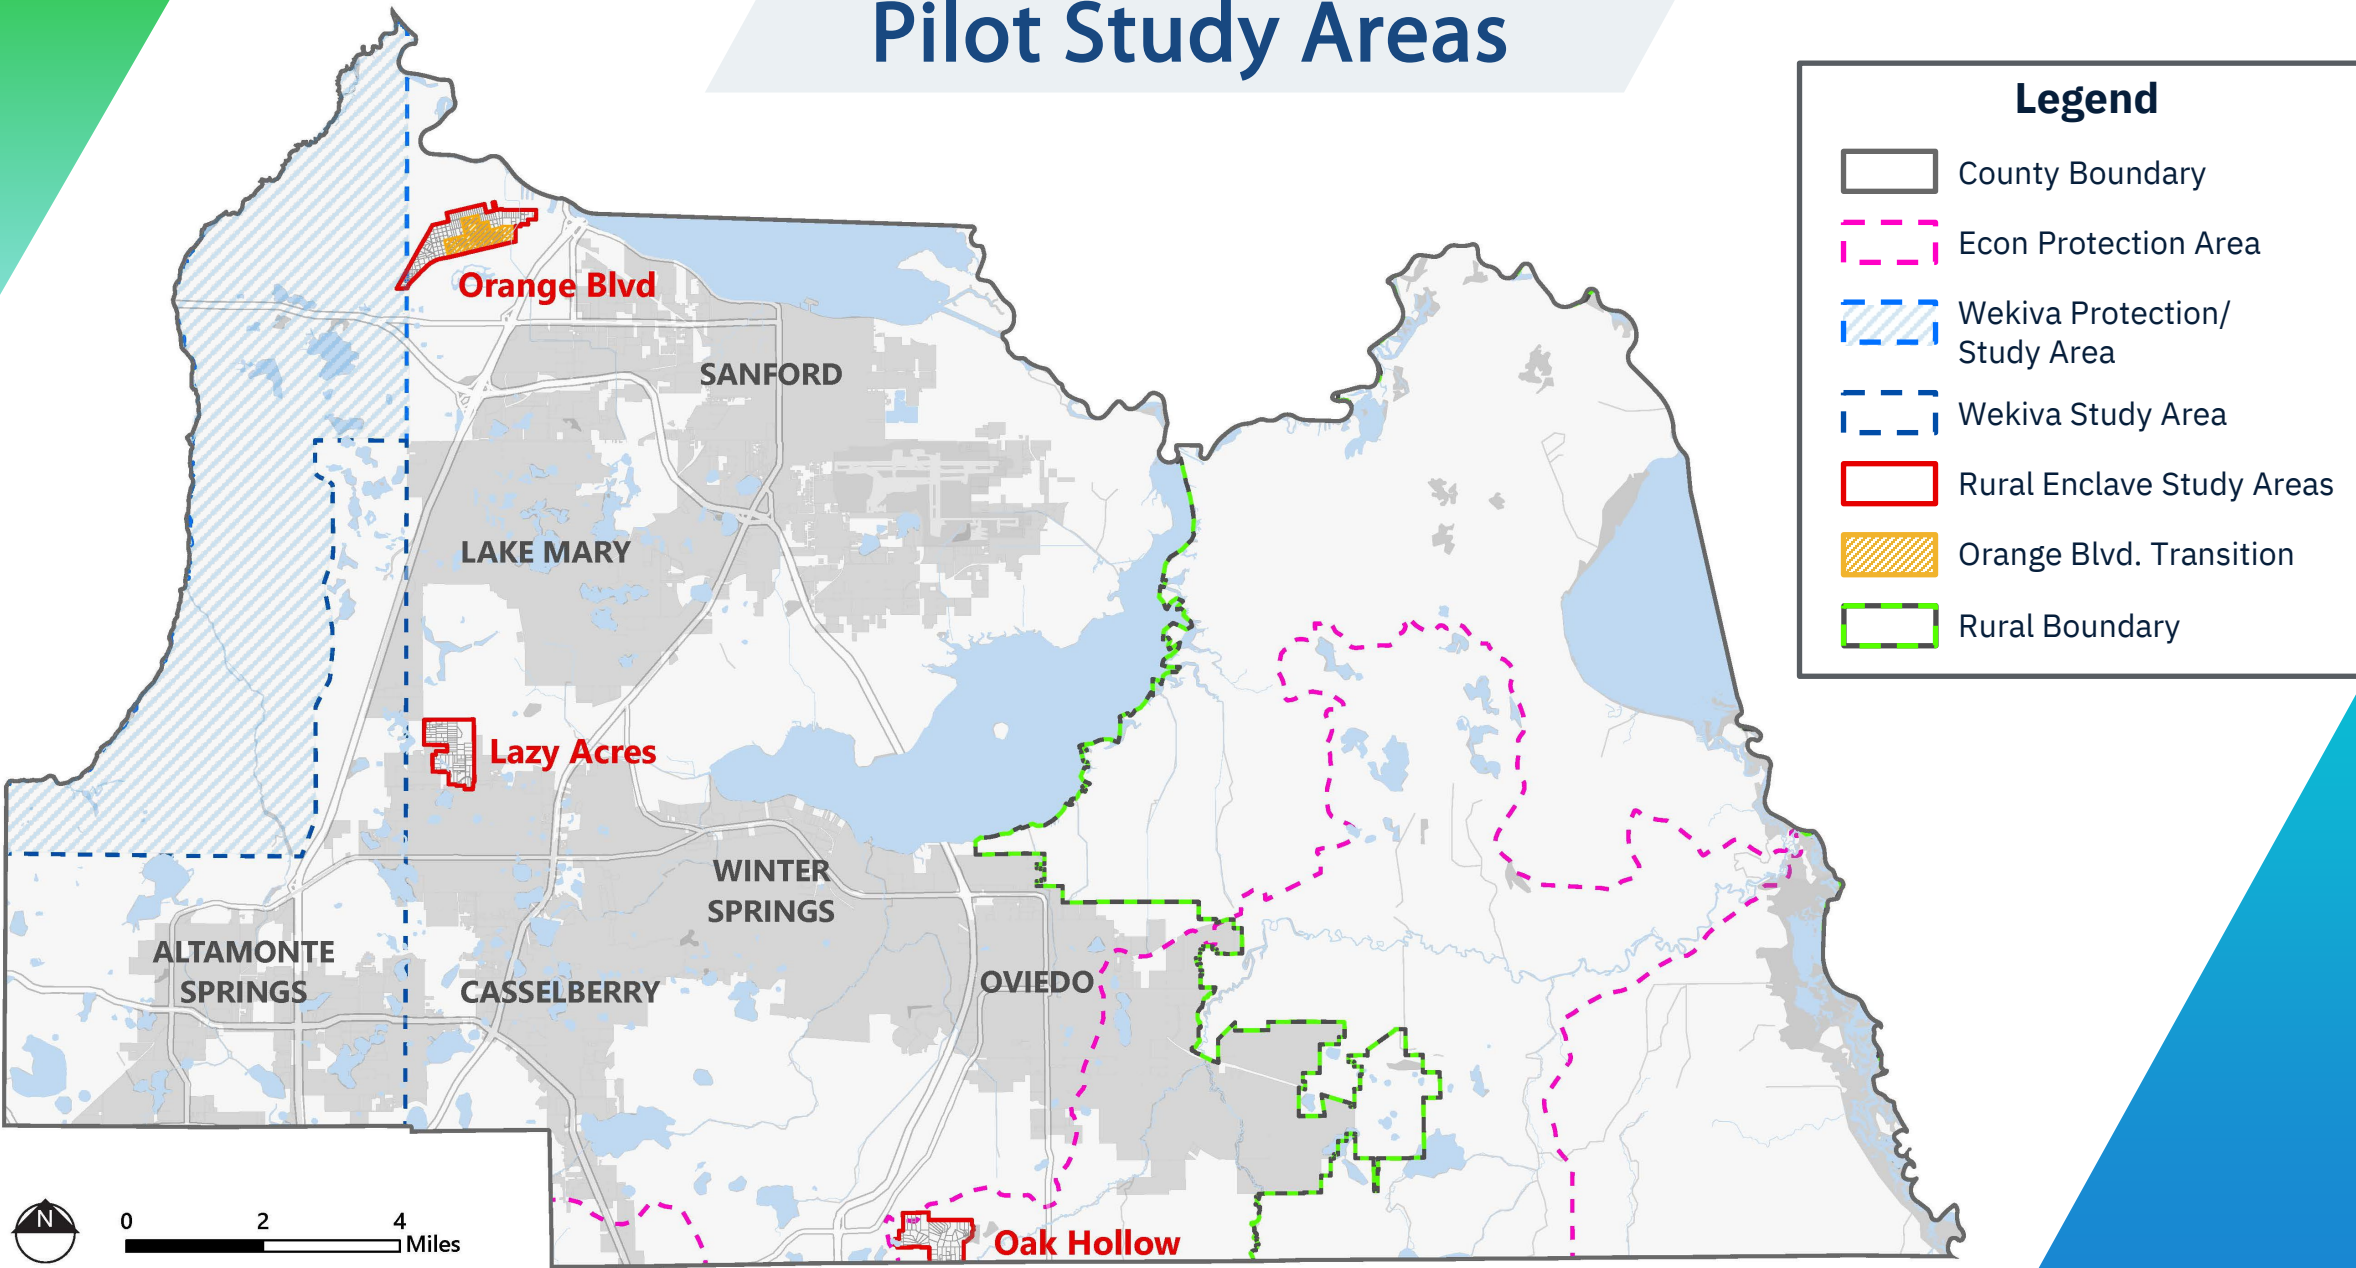 Pilot Study Areas
Legend
County Boundary
Econ Protection Area
Wekiva Protection/
Study Area
Wekiva Study Area
Rural Enclave Study Areas
Orange Blvd. Transition
Rural Boundary
Orange Blvd
SANFORD
LAKE MARY
Lazy Acres
WINTER
SPRINGS
ALTAMONTE
SPRINGS
CASSELBERRY
OVIEDO
Oak Hollow
N
0 2 4
Miles